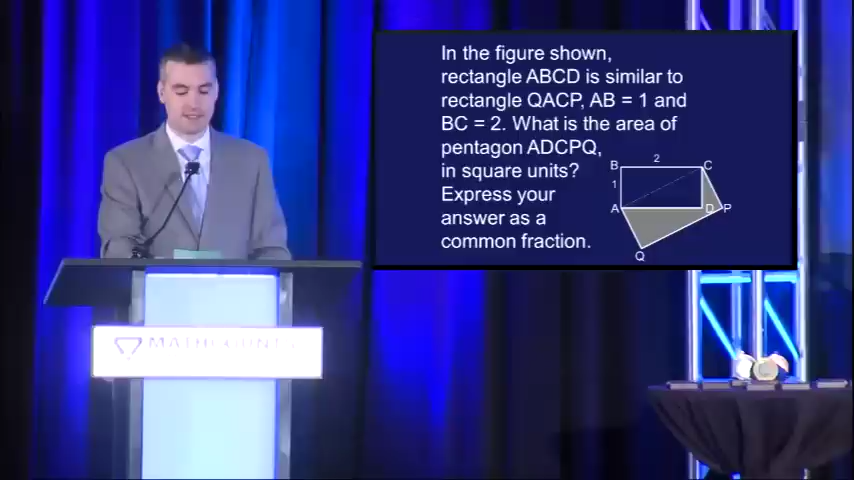 In the figure shown,
rectangle ABCD is similar to
rectangle QACP, AB = 1 and
BC = 2. What is the area of
pentagon ADCPQ,
in square units?
Express your
answer as a
common fraction.
B 2 C
1
A D P
Q
MATHCOUNTS